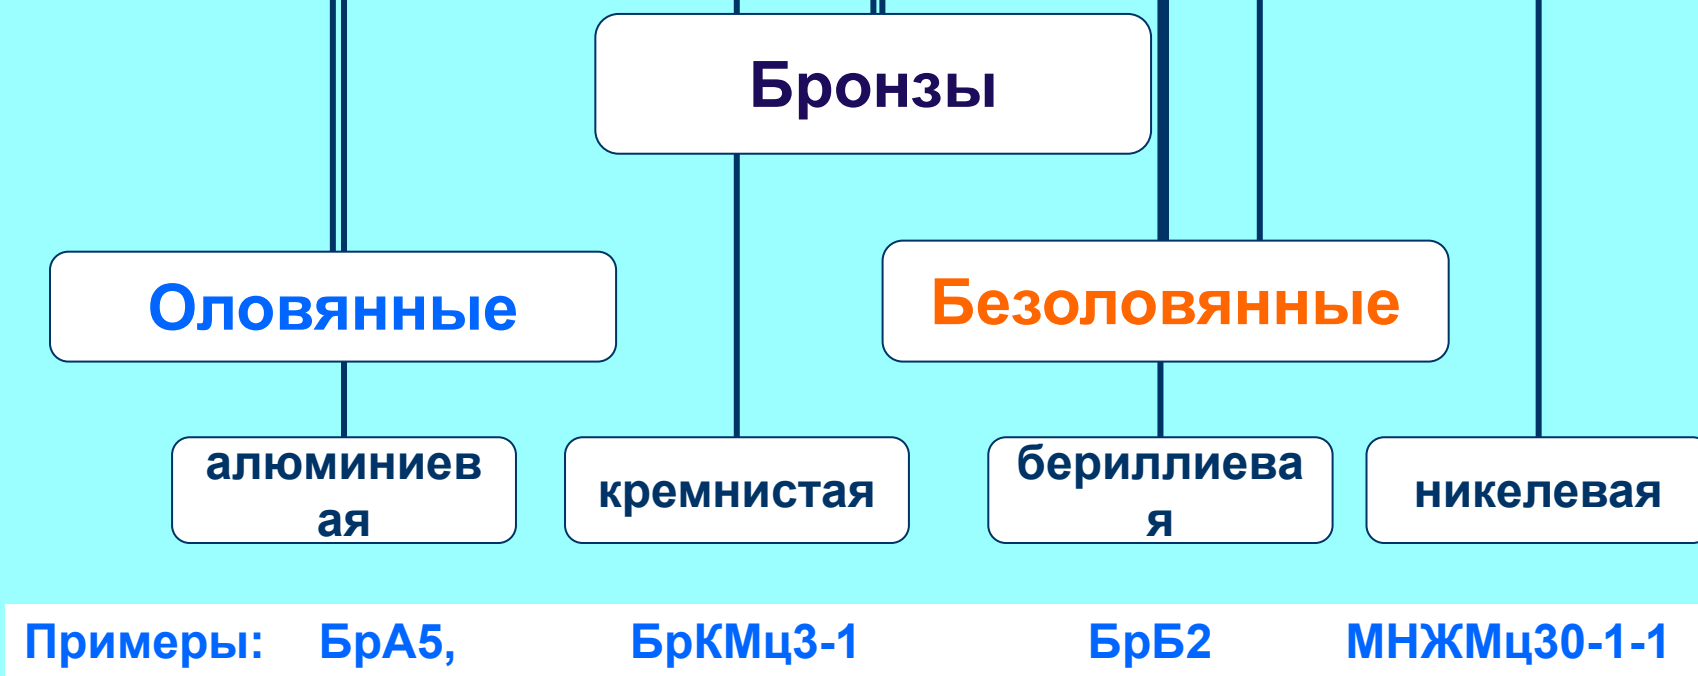 Бронзы
Оловянные
Безоловянные
алюминиев
ая
кремнистая
бериллиева
я
никелевая
Примеры: БрА5, БрКМц3-1 БрБ2 МНЖМц30-1-1